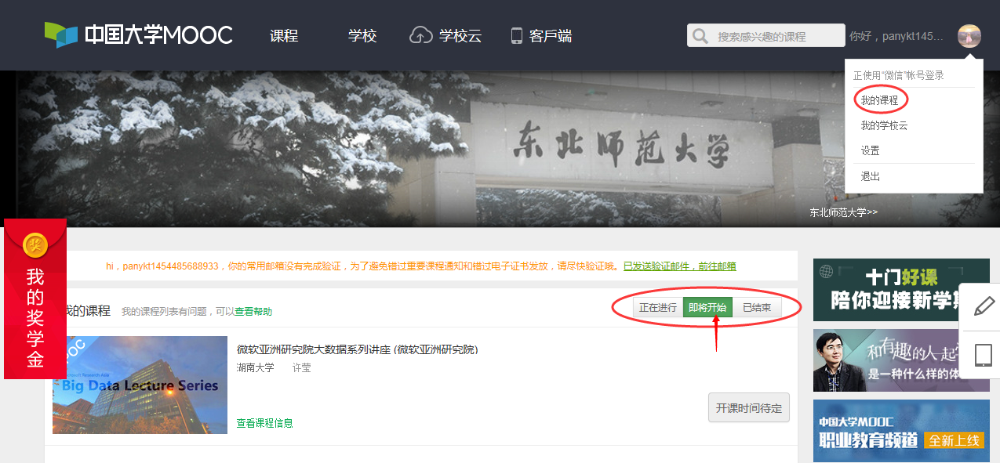 中国大学MOOC
课程
学校
学校云
客戶端
搜索感兴趣的课程
你好，panykt145...
正使用“微信”帐号登录
我的课程
我的学校云
设置
退出
东北师范大学
东北师范大学>>
奖
我的奖学金
hi，panykt1454485688933，你的常用邮箱没有完成验证，为了避免错过重要课程通知和错过电子证书发放，请尽快验证哦。已发送验证邮件，前往邮箱
的课程
我的课程列表有问题，可以查看帮助
正在进行
即将开始
已结束
OOC
Microsoft Research Asia
Big Data Lecture Series
微软亚洲研究院大数据系列讲座 (微软亚洲研究院)
湖南大学
许莹
查看课程信息
开课时间待定
十门好课
陪你迎接新学
和有趣的人一起
是一种什么样的体
中国大学MOOC
职业教育频道
全新上线